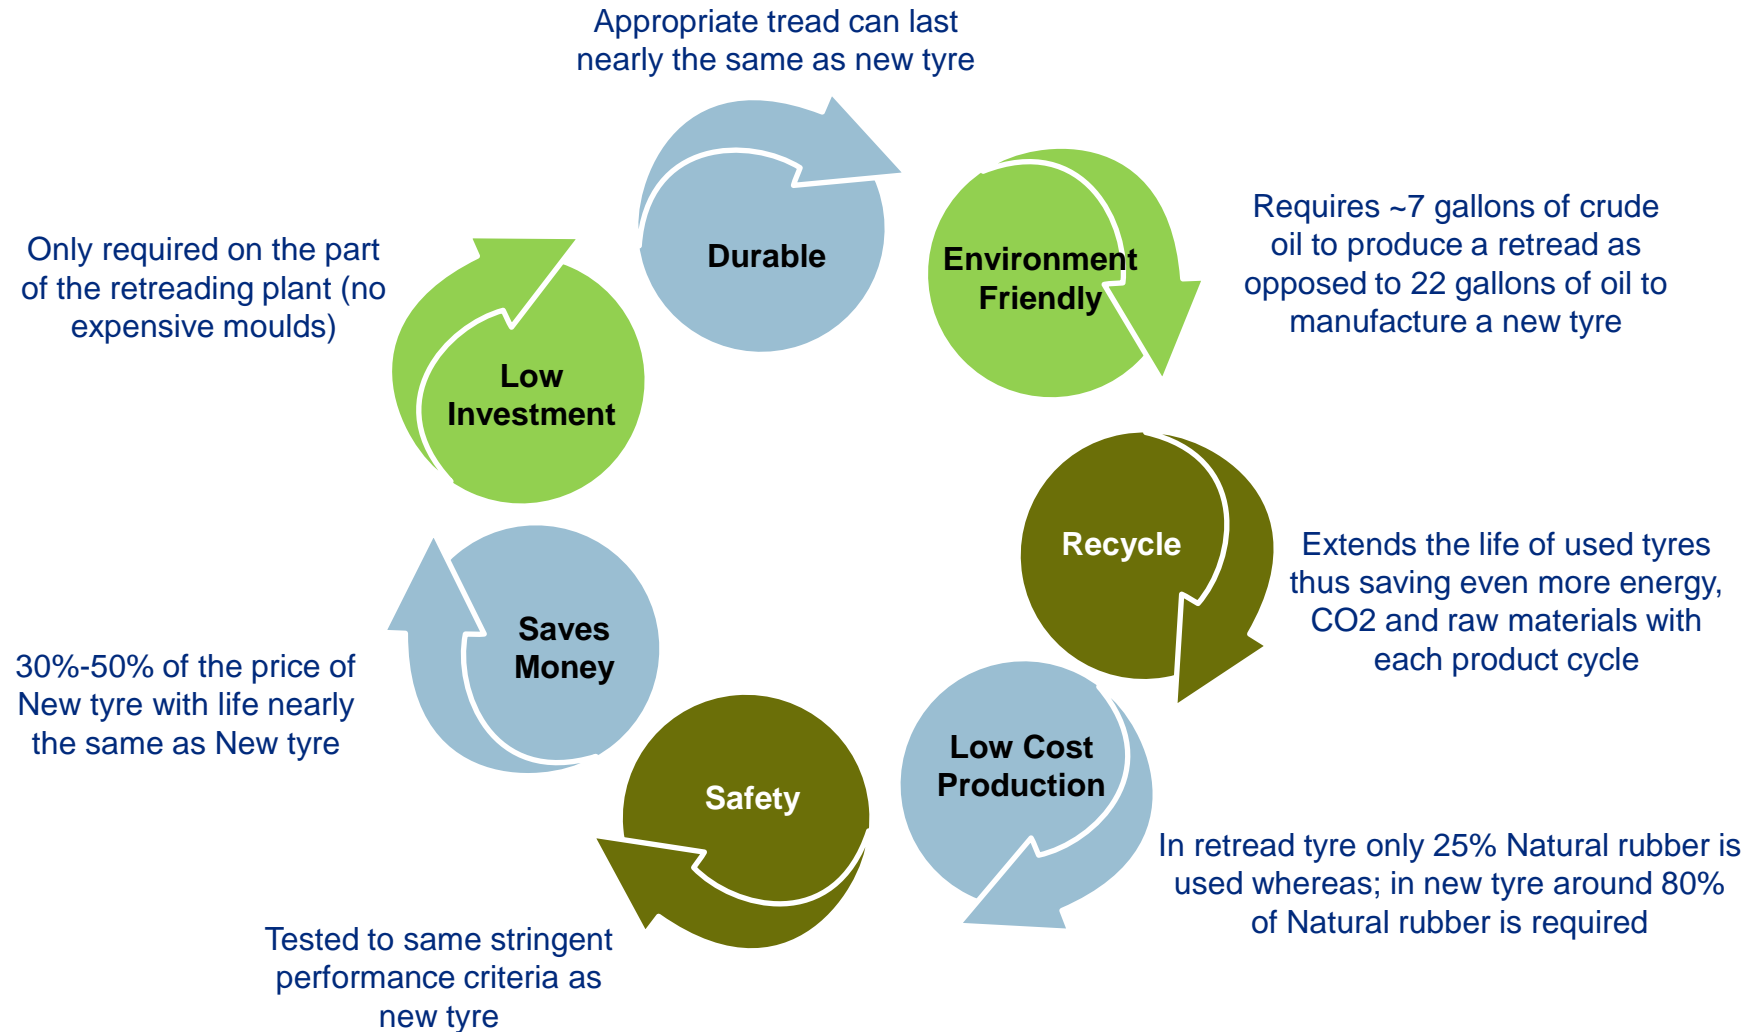 Appropriate tread can last
nearly the same as new tyre
Durable
Environment
Friendly
Requires ~7 gallons of crude
oil to produce a retread as
opposed to 22 gallons of oil to
manufacture a new tyre
Recycle
Extends the life of used tyres
thus saving even more energy,
CO2 and raw materials with
each product cycle
Low Cost
Production
In retread tyre only 25% Natural rubber is
used whereas; in new tyre around 80%
of Natural rubber is required
Safety
Tested to same stringent
performance criteria as
new tyre
Saves
Money
30%-50% of the price of
New tyre with life nearly
the same as New tyre
Low
Investment
Only required on the part
of the retreading plant (no
expensive moulds)